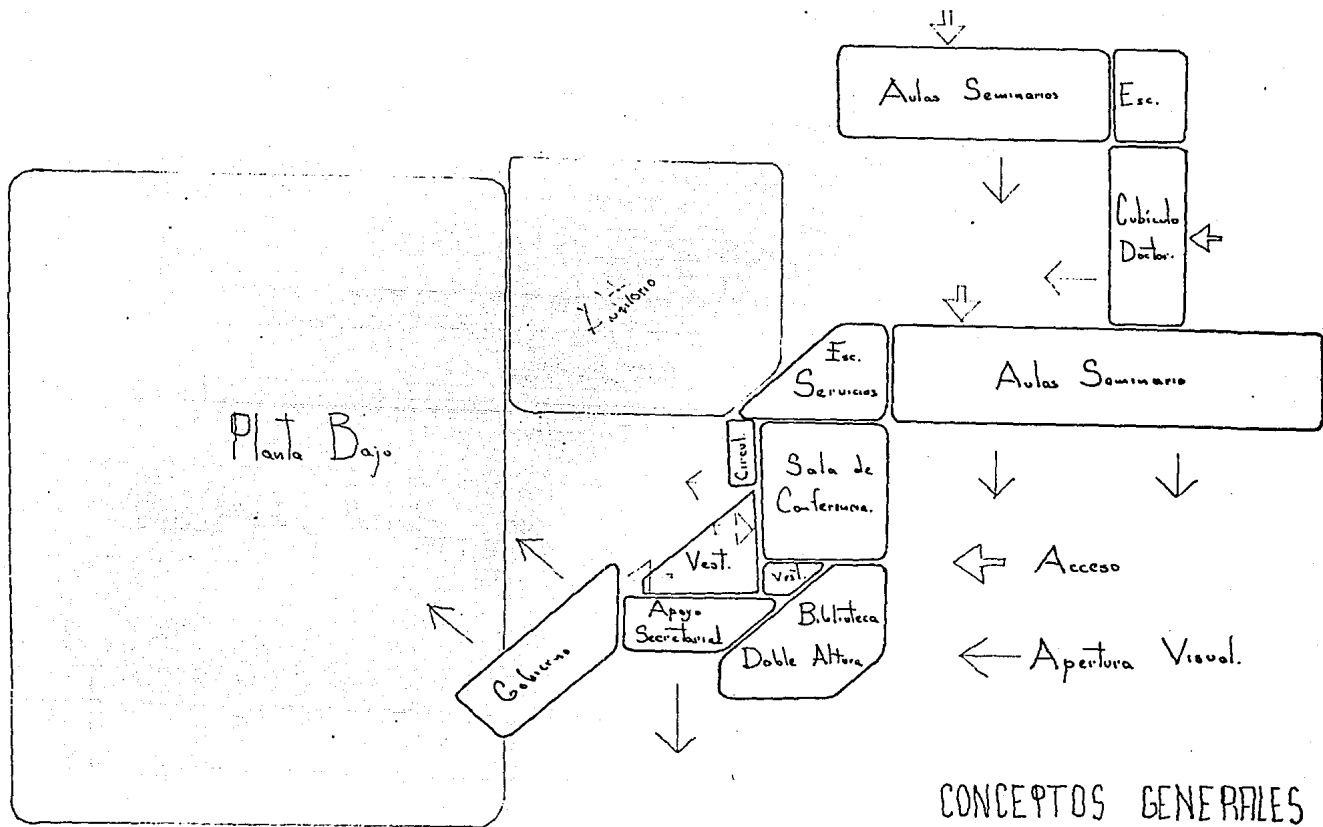 Aulas Seminarios
Esc.
Cubículo
Doctor.
Esc.
Servicios
Aulas Seminario
Planta Bajo
Circul.
Sala de
Conferencia.
Vest.
Vest.
Acceso
Apoyo
Secretarial
Biblioteca
Doble Altura
Apertura Visual.
Gobierno
CONCEPTOS GENERALES